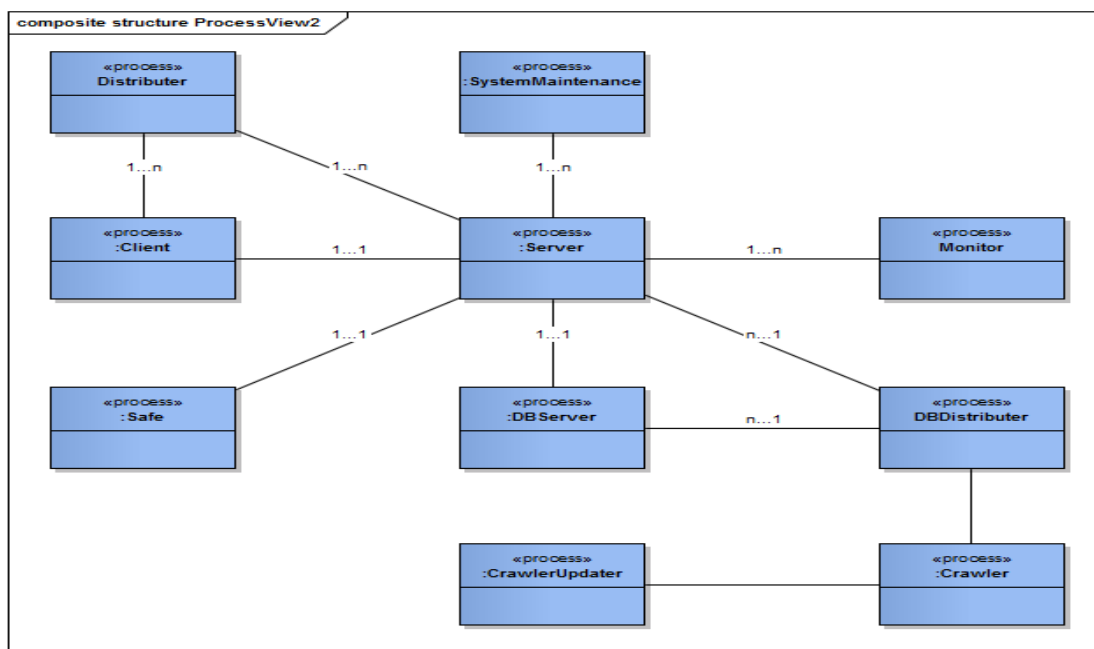 composite structure ProcessView2
«process»
Distributer
«process»
:SystemMaintenance
1...n
1...n
1...n
«process»
:Client
1...1
«process»
:Server
1...n
«process»
Monitor
1...1
1...1
n...1
«process»
:Safe
«process»
:DBServer
n...1
«process»
DBDistributer
«process»
:CrawlerUpdater
«process»
:Crawler